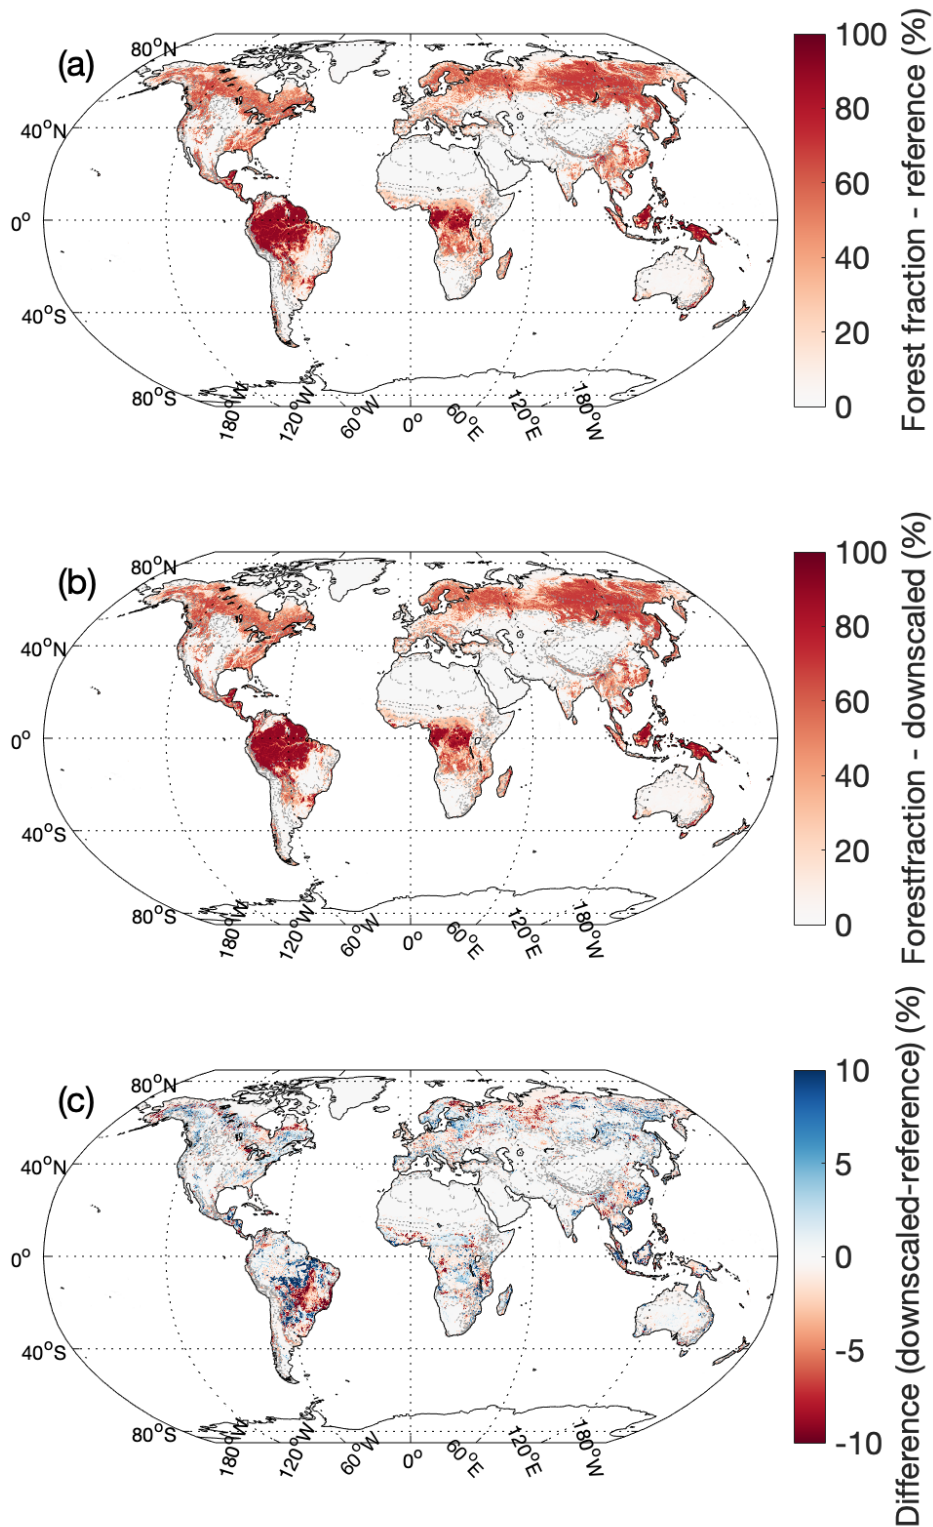 (a)
80°N
40°N
0°
40°S
80°S
180°W
120°W
60°W
0°
60°E
120°E
180°W
100
80
60
40
20
0
Forest fraction - reference (%)
(b)
80°N
40°N
0°
40°S
80°S
180°W
120°W
60°W
0°
60°E
120°E
180°W
100
80
60
40
20
0
Forestfraction - downscaled (%)
(c)
80°N
40°N
0°
40°S
80°S
180°W
120°W
60°W
0°
60°E
120°E
180°W
10
5
0
-5
-10
Difference (downscaled-reference) (%)